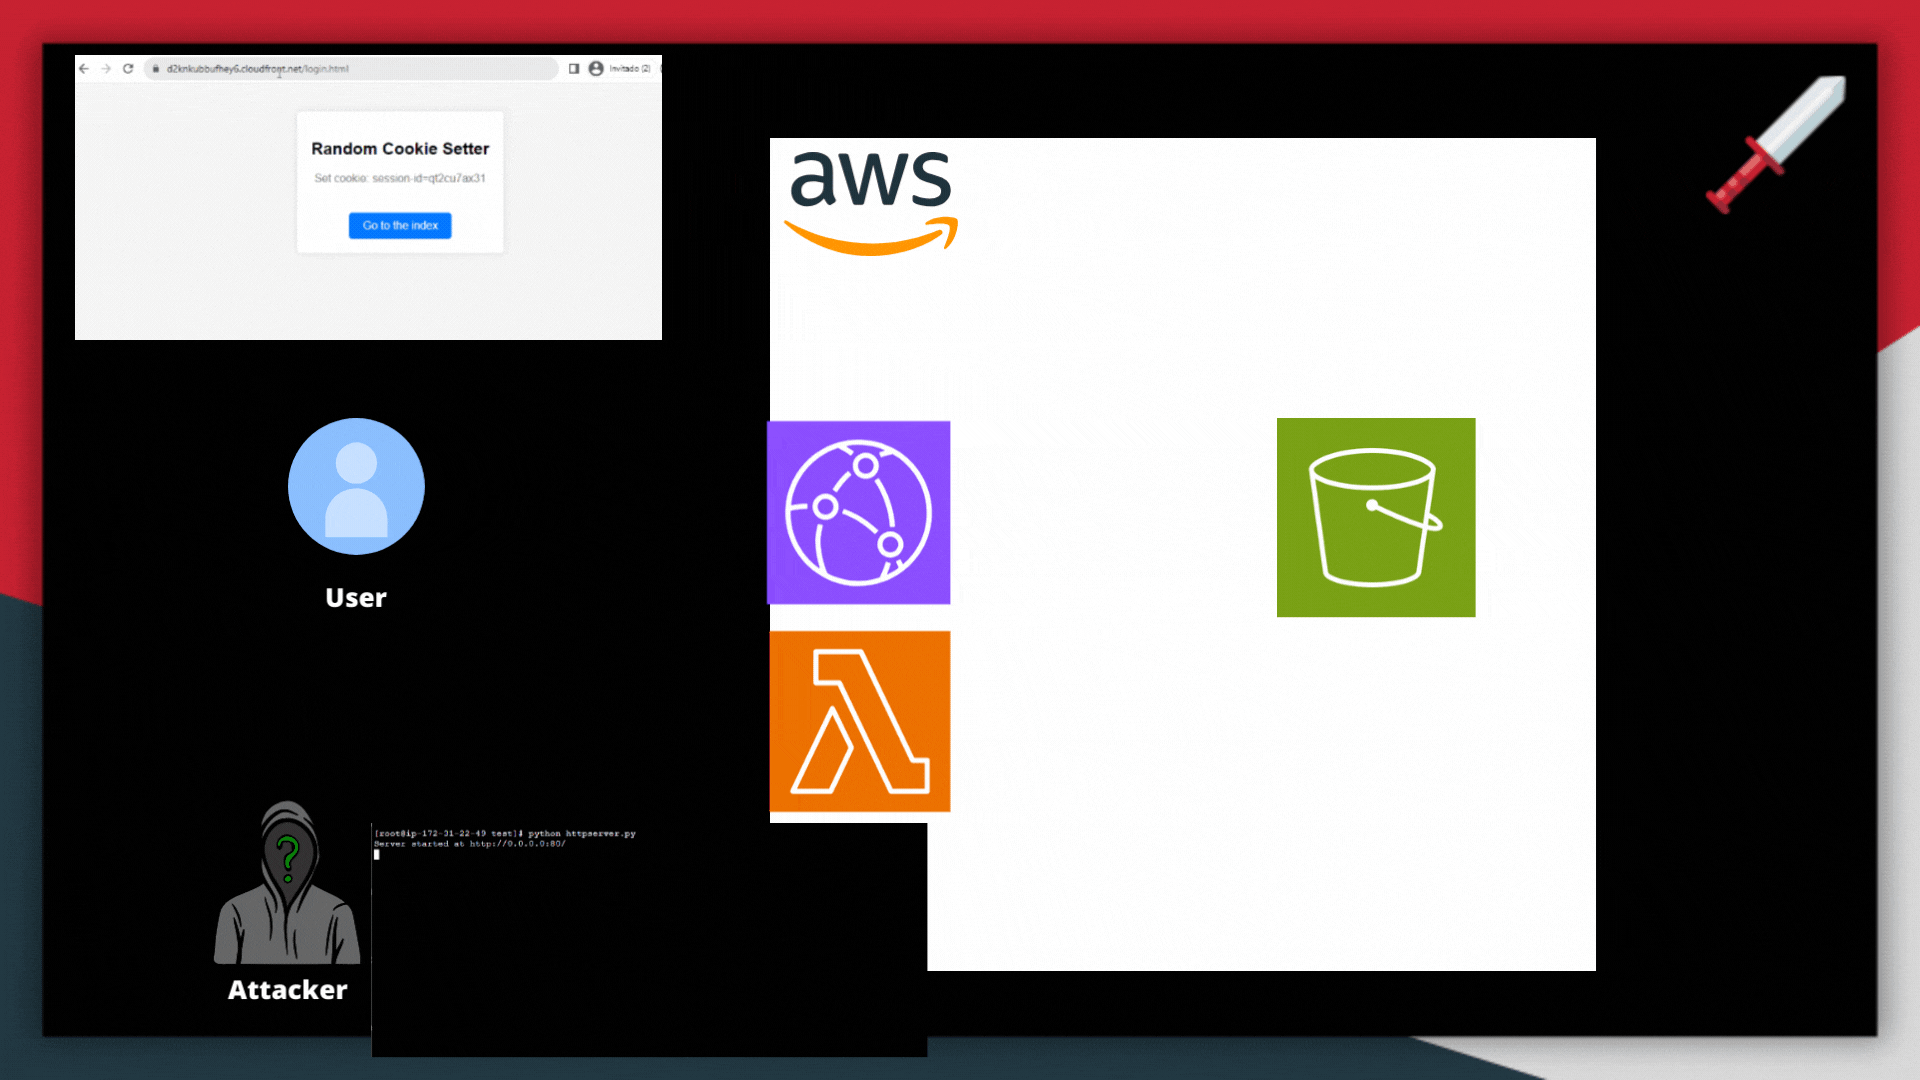 d2knkubbufhey6.cloudfront.net/login.html
Invitado (2)
Random Cookie Setter
Set cookie: session-id=qt2cu7ax31
Go to the index
aws
User
?
Attacker
[root@ip-172-31-22-49 test]# python httpserver.py
Server started at http://0.0.0.0:80/